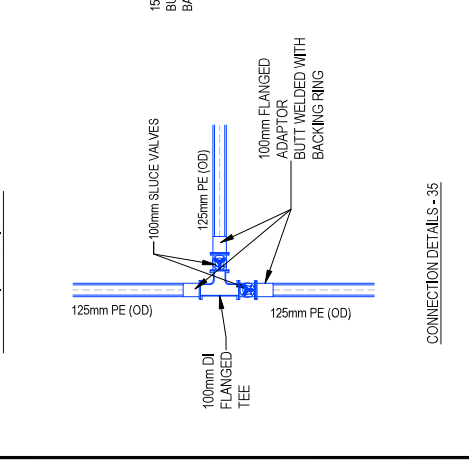 100mm SLUCE VALVES
125mm PE (OD)
100mm FLANGED
ADAPTOR
BUTT WELDED WITH
BACKING RING
125mm PE (OD)
125mm PE (OD)
100mm DI
FLANGED
TEE
CONNECTION DETAILS - 35